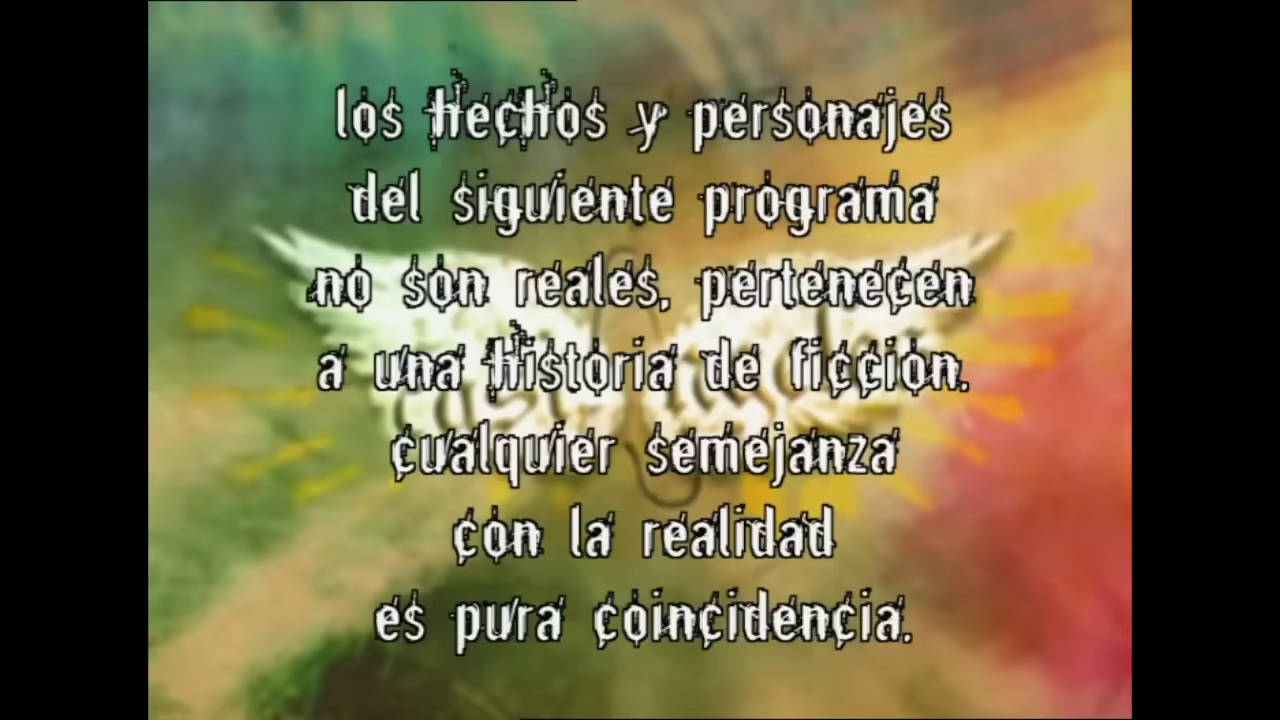 los hechos y personajes
del siguiente programa
no son reales, pertenecen
a una historia de ficción.
cualquier semejanza
con la realidad
es pura coincidencia.